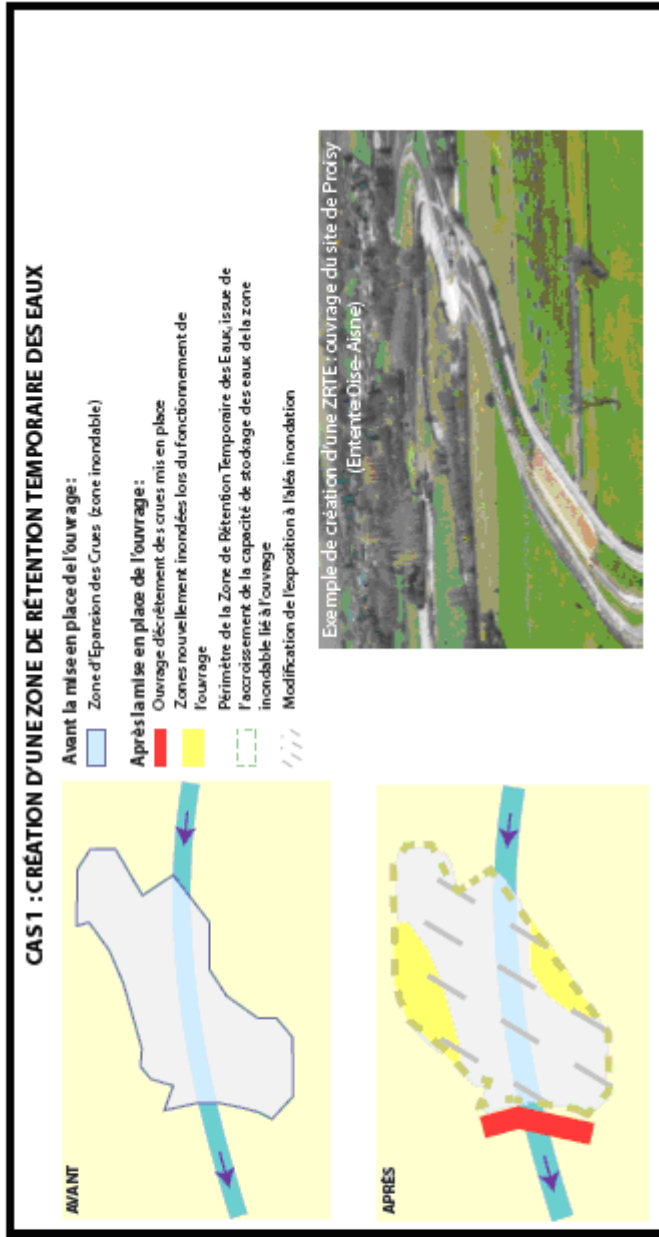 CAS 1 : CRÉATION D'UNE ZONE DE RÉTENTION TEMPORAIRE DES EAUX
AVANT
Avant la mise en place de l'ouvrage :
Zone d'Epansion des Crues (zone inondable)
Après la mise en place de l'ouvrage :
Ouvrage d'écrêtement des crues mis en place
Zones nouvellement inondées lors du fonctionnement de
l'ouvrage
Périmètre de la Zone de Rétention Temporaire des Eaux, issue de
l'accroissement de la capacité de stockage des eaux de la zone
inondable lié à l'ouvrage
Modification de l'exposition à l'aléa inondation
APRÈS
Exemple de création d'une ZRTE : ouvrage du site de Proisy
(Entente Oise-Aisne)